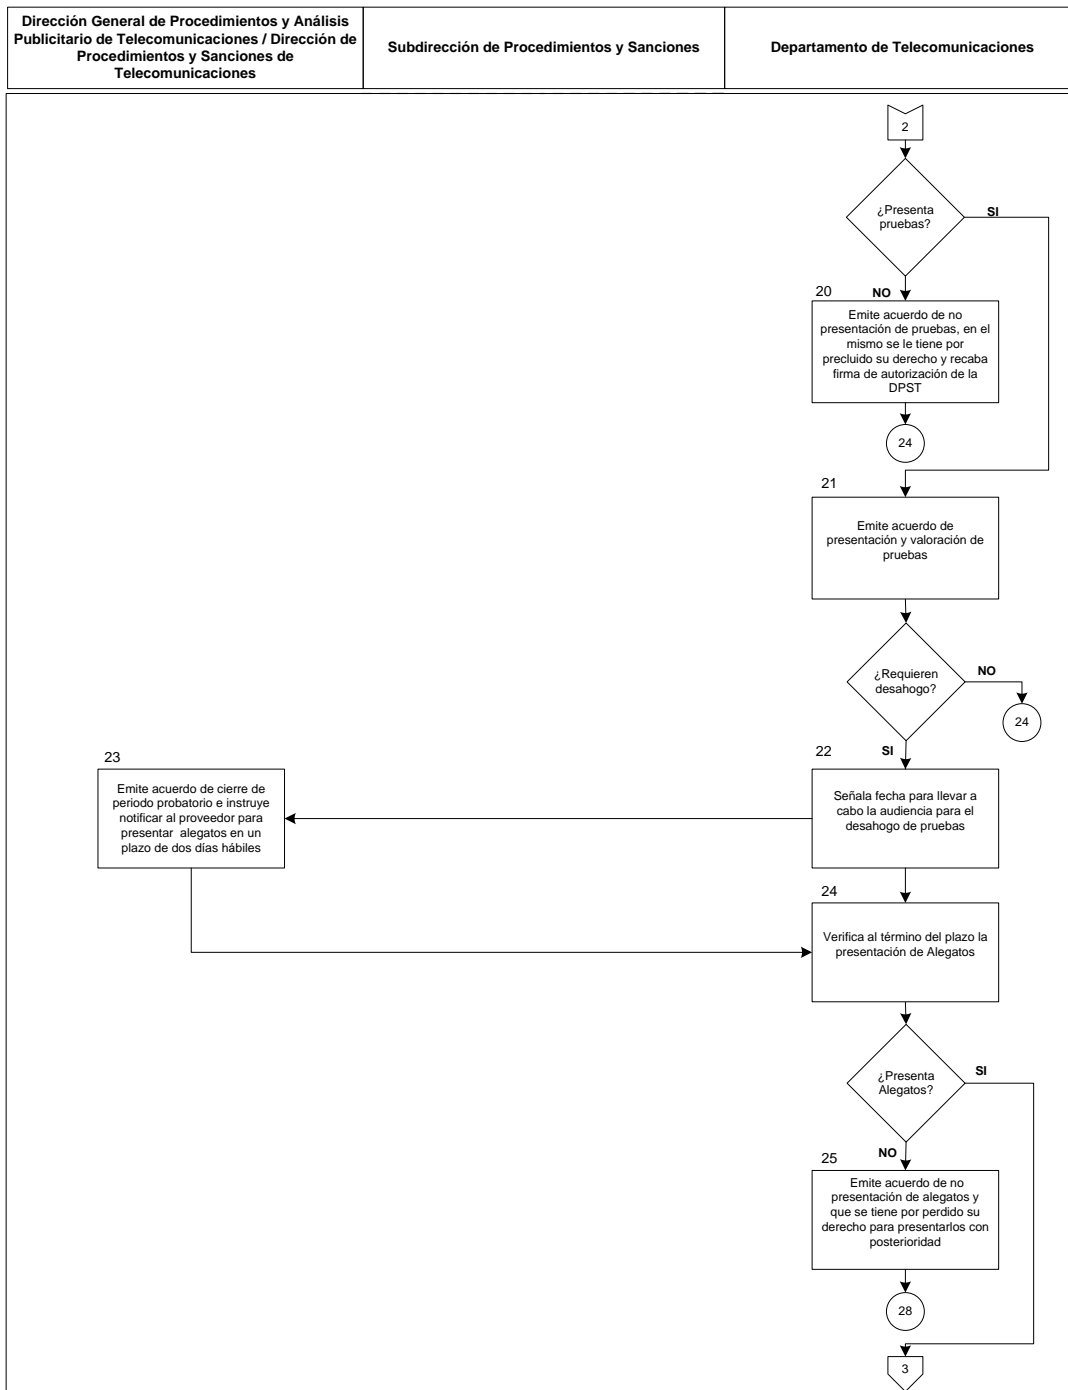 Dirección General de Procedimientos y Análisis
Publicitario de Telecomunicaciones / Dirección de
Procedimientos y Sanciones de
Telecomunicaciones
Subdirección de Procedimientos y Sanciones
Departamento de Telecomunicaciones
2
¿Presenta
pruebas?
SI
NO
20
Emite acuerdo de no
presentación de pruebas, en el
mismo se le tiene por
precluido su derecho y recaba
firma de autorización de la
DPST
24
21
Emite acuerdo de
presentación y valoración de
pruebas
¿Requieren
desahogo?
NO
24
SI
22
Señala fecha para llevar a
cabo la audiencia para el
desahogo de pruebas
23
Emite acuerdo de cierre de
periodo probatorio e instruye
notificar al proveedor para
presentar alegatos en un
plazo de dos días hábiles
24
Verifica al término del plazo la
presentación de Alegatos
¿Presenta
Alegatos?
SI
NO
25
Emite acuerdo de no
presentación de alegatos y
que se tiene por perdido su
derecho para presentarlos con
posterioridad
28
3